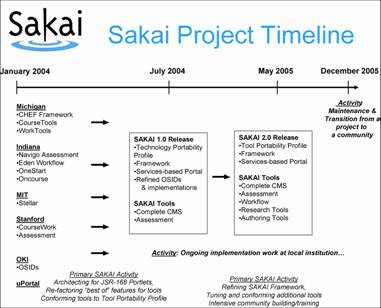 Sakai
Sakai Project Timeline
January 2004
July 2004
May 2005
December 2005
Michigan
•CHEF Framework
•CourseTools
•WorkTools
Indiana
•Navigo Assessment
•Eden Workflow
•OneStart
•Oncourse
MIT
•Stellar
Stanford
•CourseWork
•Assessment
OKI
•OSIDs
uPortal
SAKAI 1.0 Release
•Technology Portability
Profile
•Framework
•Services-based Portal
•Refined OSIDs
& implementations
SAKAI Tools
•Complete CMS
•Assessment
SAKAI 2.0 Release
•Tool Portability Profile
•Framework
•Services-based Portal
SAKAI Tools
•Complete CMS
•Assessment
•Workflow
•Research Tools
•Authoring Tools
Activity
Maintenance &
Transition from a
project to
a community
Activity: Ongoing implementation work at local institution…
Primary SAKAI Activity
Architecting for JSR-168 Portlets,
Re-factoring "best of" features for tools
Conforming tools to Tool Portability Profile
Primary SAKAI Activity
Refining SAKAI Framework,
Tuning and conforming additional tools
Intensive community building/training